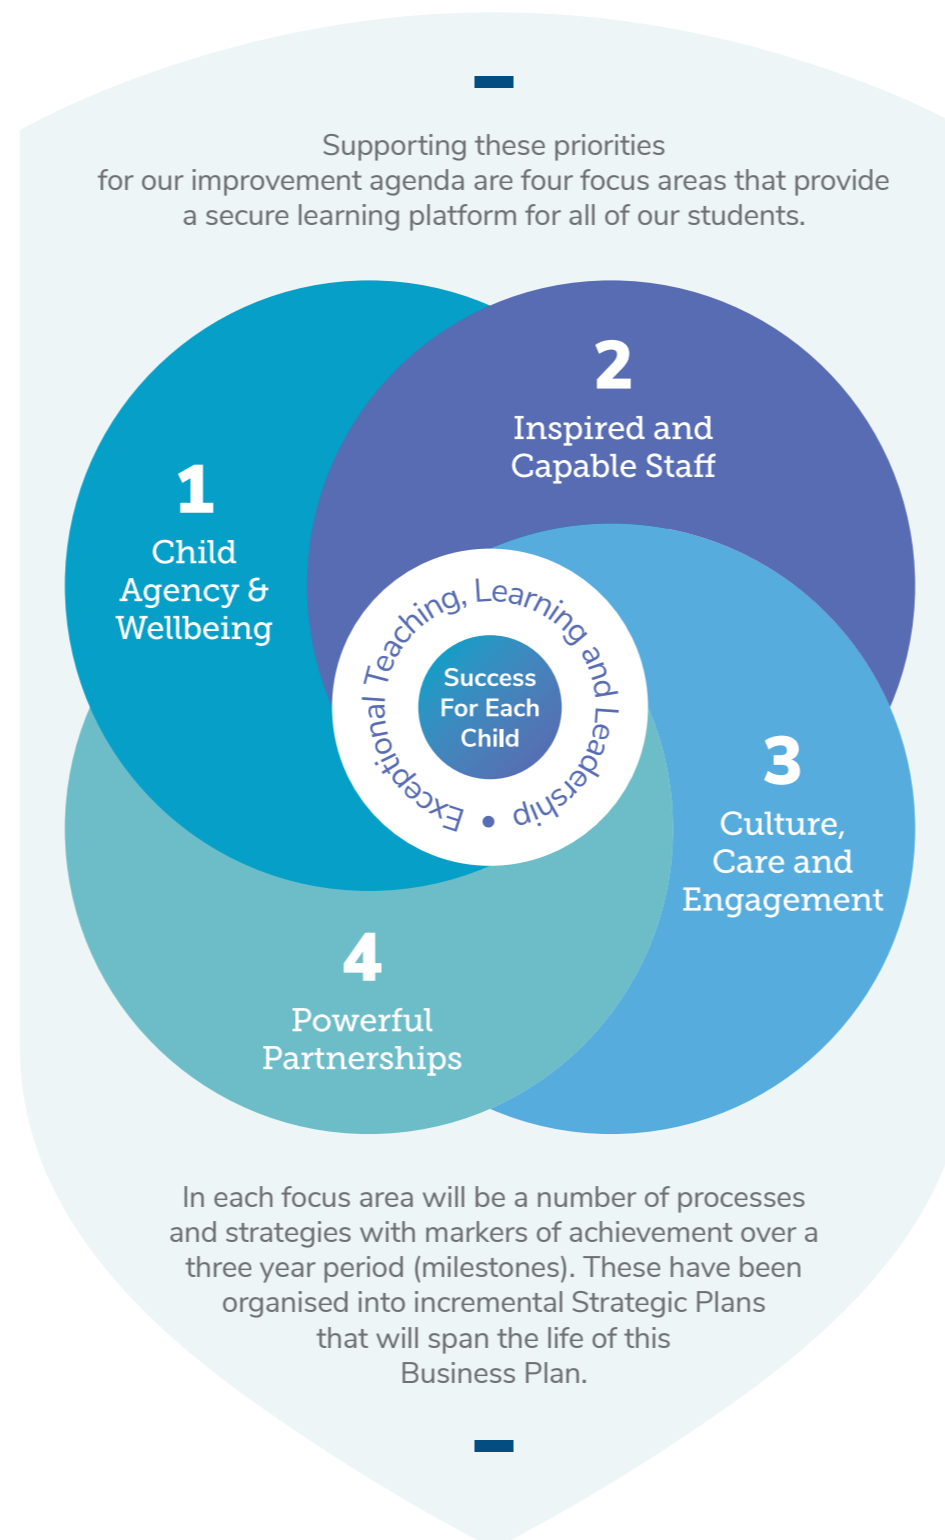 Supporting these priorities
for our improvement agenda are four focus areas that provide
a secure learning platform for all of our students.
1
Child
Agency &
Wellbeing
2
Inspired and
Capable Staff
Exceptional Teaching, Learning and Leadership •
Success
For Each
Child
3
Culture,
Care and
Engagement
4
Powerful
Partnerships
In each focus area will be a number of processes
and strategies with markers of achievement over a
three year period (milestones). These have been
organised into incremental Strategic Plans
that will span the life of this
Business Plan.